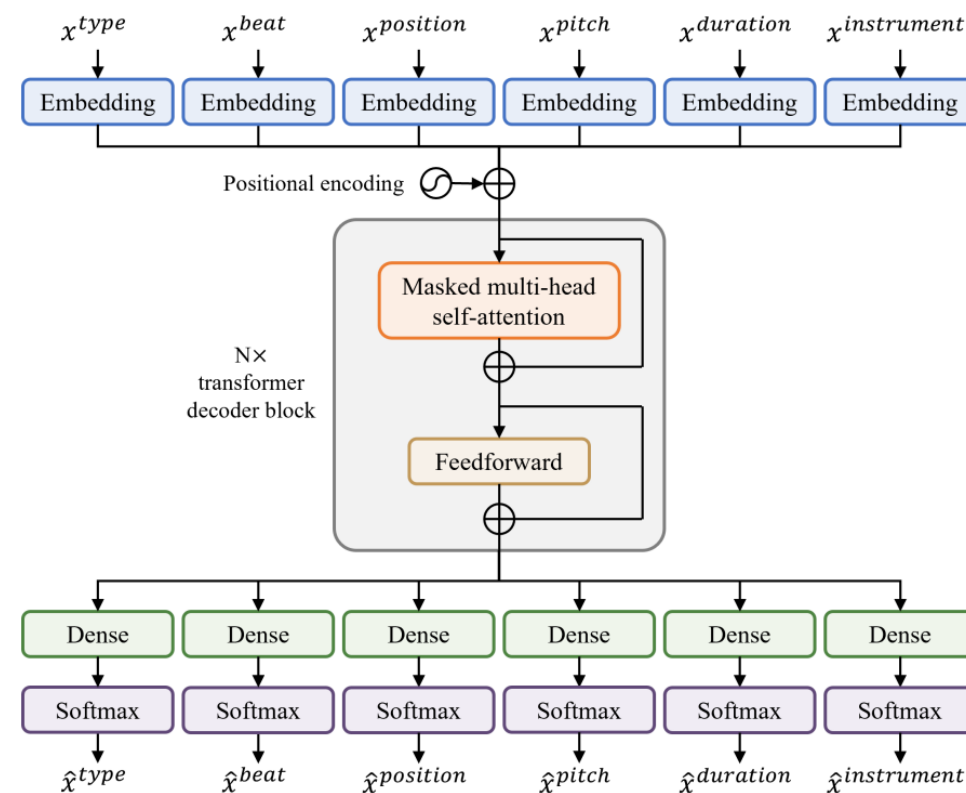 x^type x^beat x^position x^pitch x^duration x^instrument
Embedding Embedding Embedding Embedding Embedding Embedding
Positional encoding
Masked multi-head
self-attention
N×
transformer
decoder block
Feedforward
Dense Dense Dense Dense Dense Dense
Softmax Softmax Softmax Softmax Softmax Softmax
x̂^type x̂^beat x̂^position x̂^pitch x̂^duration x̂^instrument